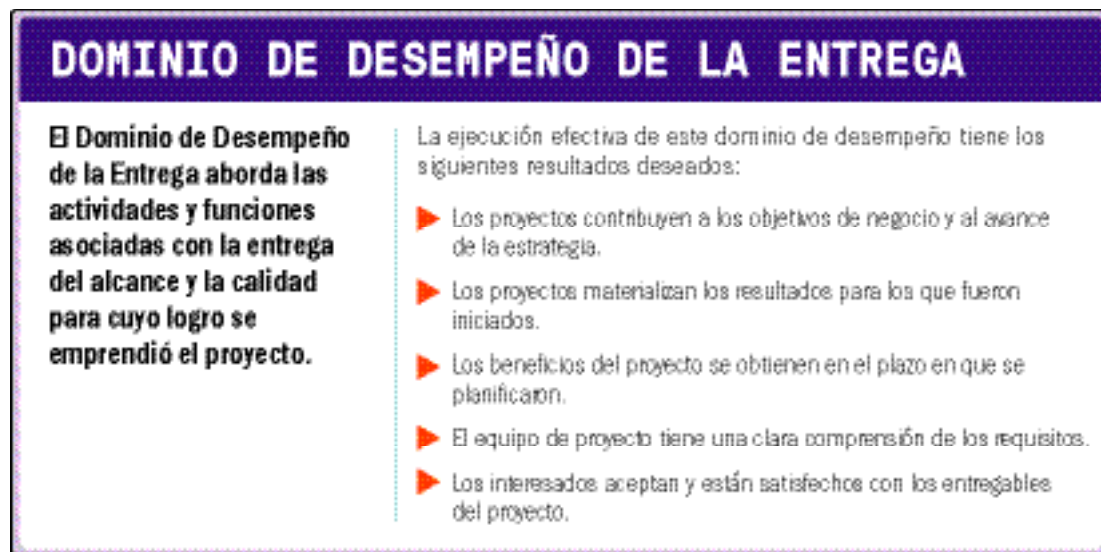 DOMINIO DE DESEMPEÑO DE LA ENTREGA
El Dominio de Desempeño
de la Entrega aborda las
actividades y funciones
asociadas con la entrega
del alcance y la calidad
para cuyo logro se
emprendió el proyecto.
La ejecución efectiva de este dominio de desempeño tiene los
siguientes resultados deseados:
Los proyectos contribuyen a los objetivos de negocio y al avance
de la estrategia.
Los proyectos materializan los resultados para los que fueron
iniciados.
Los beneficios del proyecto se obtienen en el plazo en que se
planificaron.
El equipo de proyecto tiene una clara comprensión de los requisitos.
Los interesados aceptan y están satisfechos con los entregables
del proyecto.